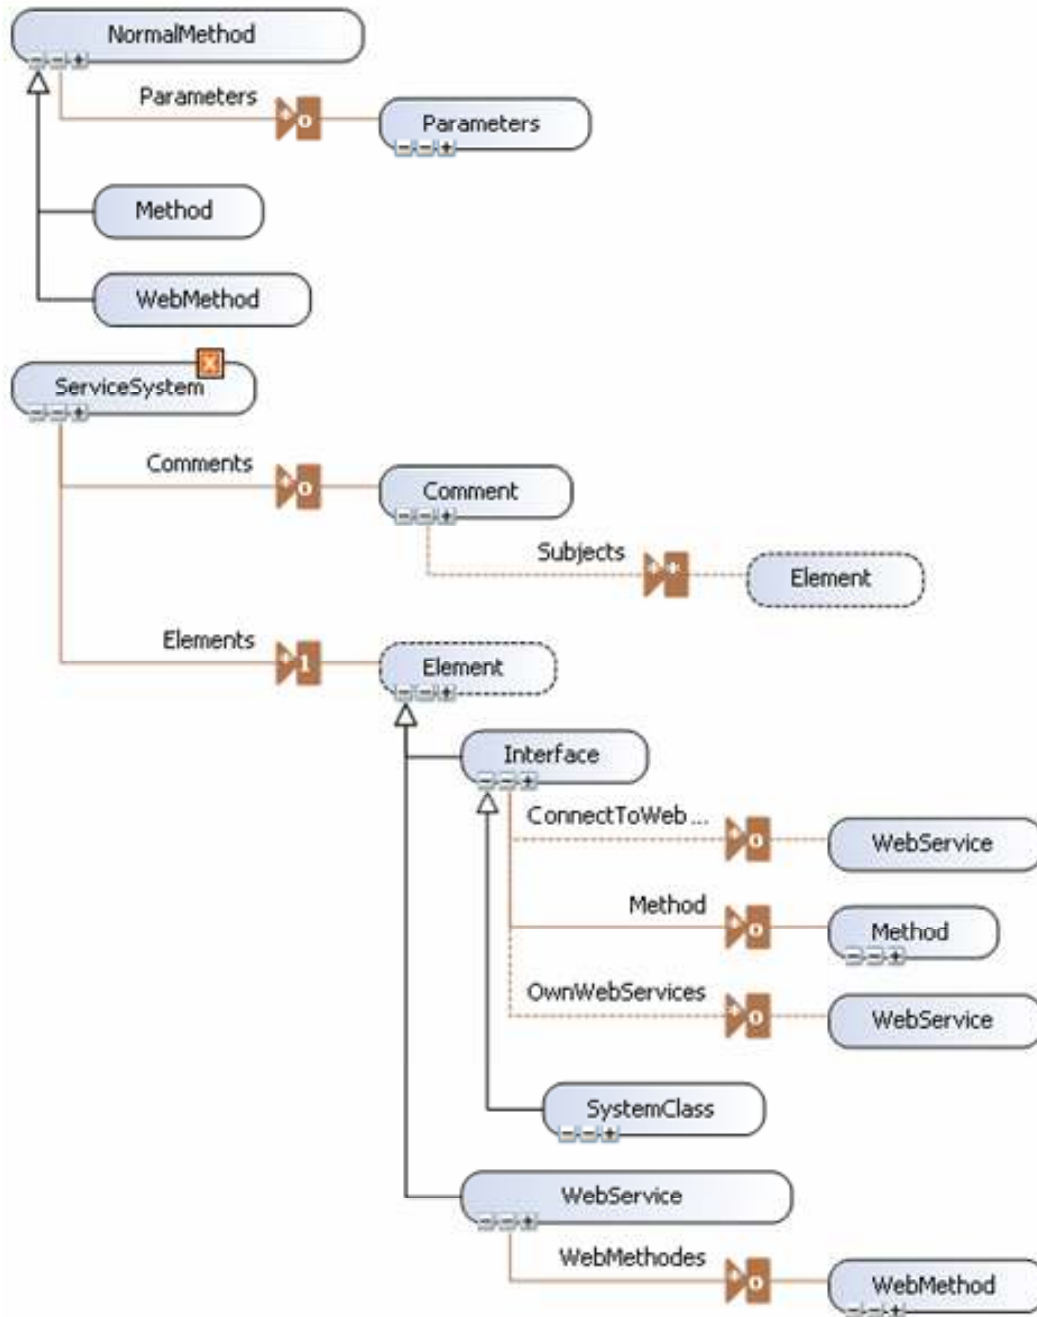 NormalMethod
Parameters
Parameters
Method
WebMethod
X
ServiceSystem
Comments
o
Comment
Subjects
Element
Elements
1
Element
Interface
ConnectToWeb ...
o
WebService
Method
o
Method
OwnWebServices
o
WebService
SystemClass
WebService
WebMethodes
o
WebMethod